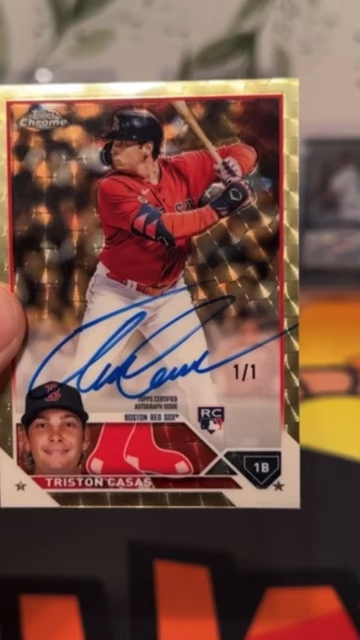 Topps
Chrome
1/1
TOPPS CERTIFIED
AUTOGRAPH ISSUE
BOSTON RED SOX®
RC
1B
TRISTON CASAS